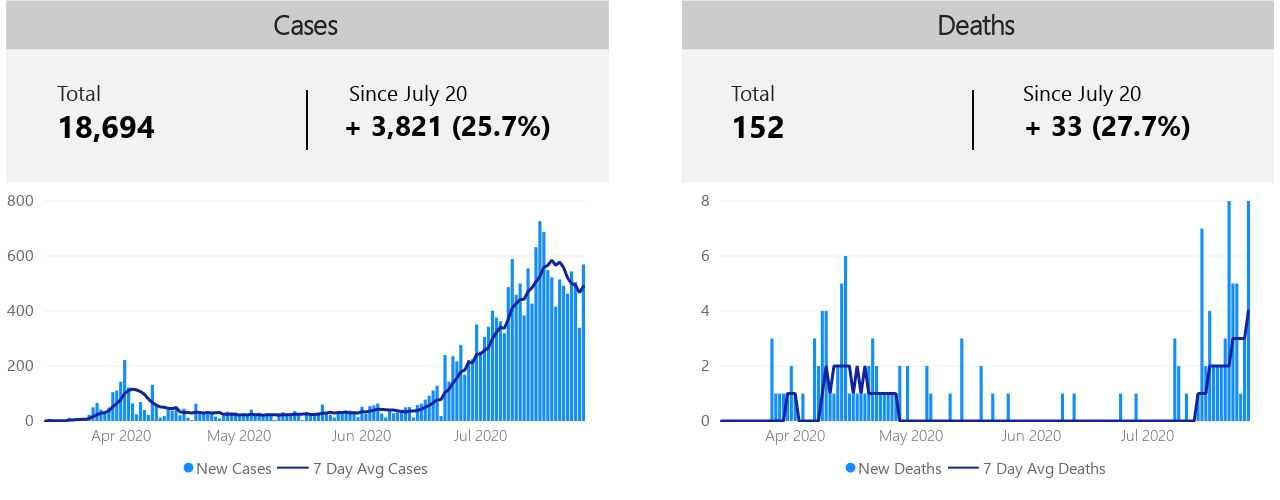 Cases
Total
Since July 20
18,694
+ 3,821 (25.7%)
800
600
400
200
0
Apr 2020
May 2020
Jun 2020
Jul 2020
New Cases
7 Day Avg Cases
Deaths
Total
Since July 20
152
+ 33 (27.7%)
8
6
4
2
0
Apr 2020
May 2020
Jun 2020
Jul 2020
New Deaths
7 Day Avg Deaths